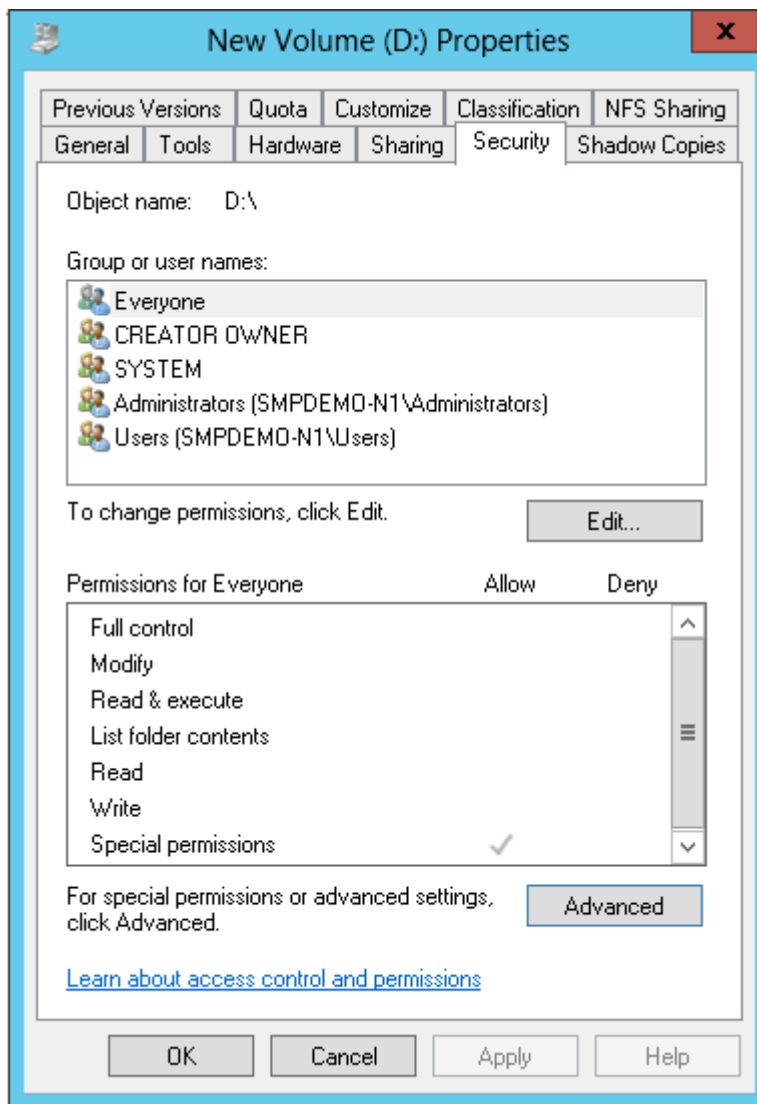 New Volume (D:) Properties
x
Previous Versions Quota Customize Classification NFS Sharing
General Tools Hardware Sharing Security Shadow Copies
Object name: D:\
Group or user names:
Everyone
CREATOR OWNER
SYSTEM
Administrators (SMPDEMO-N1\Administrators)
Users (SMPDEMO-N1\Users)
To change permissions, click Edit.
Edit...
Permissions for Everyone Allow Deny
Full control
Modify
Read & execute
List folder contents
Read
Write
Special permissions
For special permissions or advanced settings,
click Advanced.
Advanced
Learn about access control and permissions
OK Cancel Apply Help